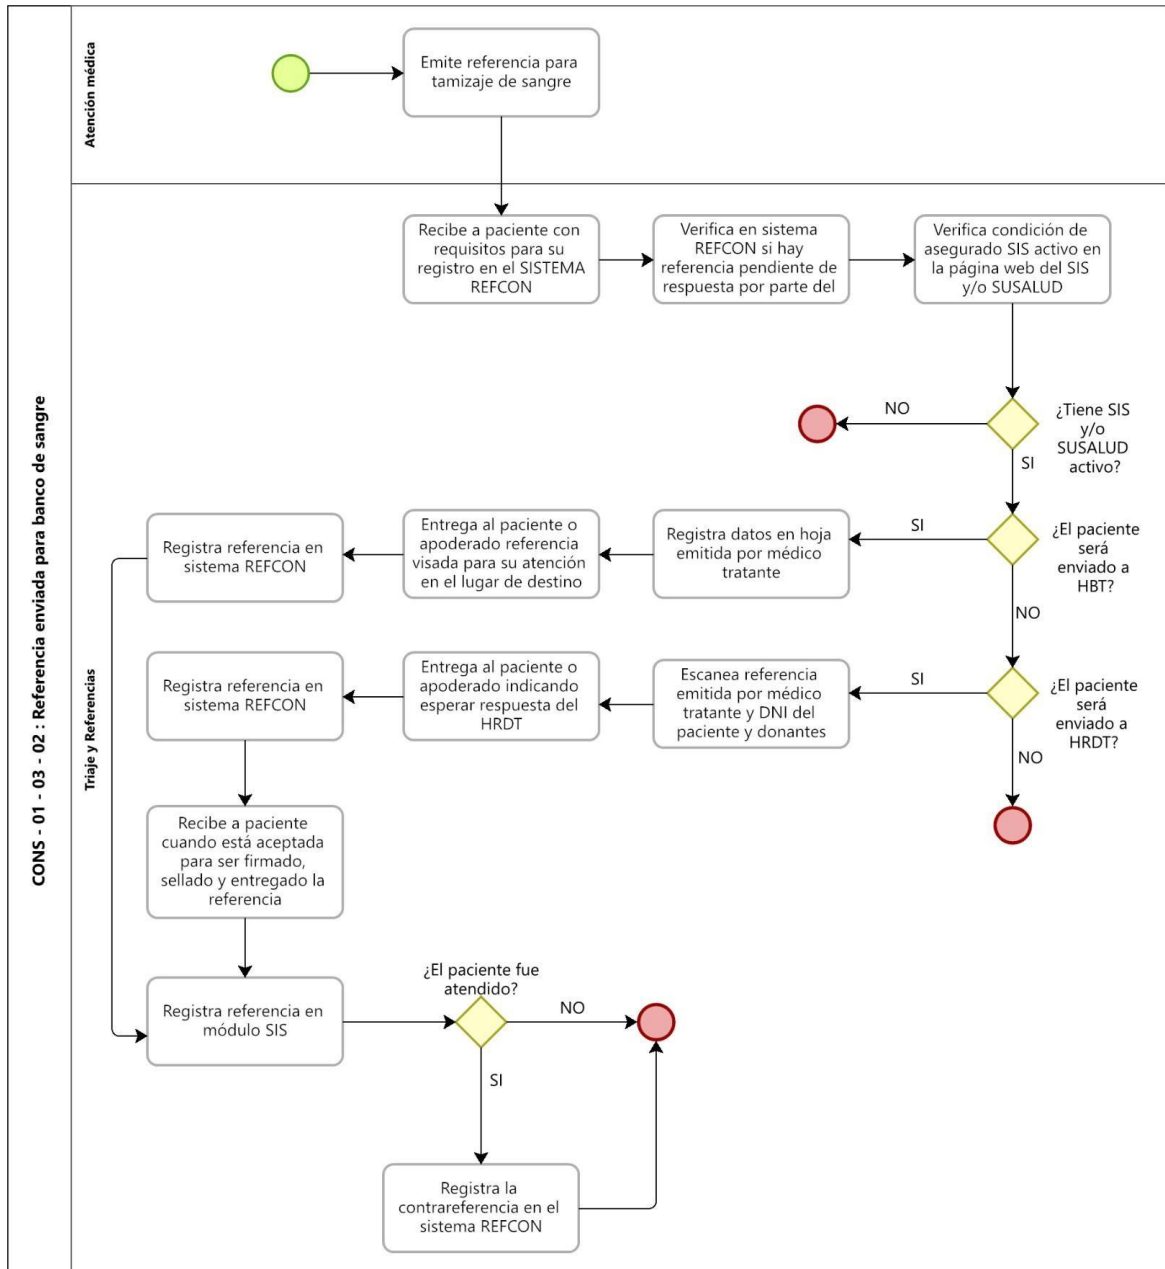 CONS - 01 - 03 - 02 : Referencia enviada para banco de sangre
Atención médica
Emite referencia para
tamizaje de sangre
Triaje y Referencias
Recibe a paciente con
requisitos para su
registro en el SISTEMA
REFCON
Verifica en sistema
REFCON si hay
referencia pendiente de
respuesta por parte del
Verifica condición de
asegurado SIS activo en
la página web del SIS
y/o SUSALUD
¿Tiene SIS
y/o
SUSALUD
activo?
NO
SI
¿El paciente
será
enviado a
HBT?
SI
Registra datos en hoja
emitida por médico
tratante
Entrega al paciente o
apoderado referencia
visada para su atención
en el lugar de destino
Registra referencia en
sistema REFCON
NO
¿El paciente
será
enviado a
HRDT?
SI
Escanea referencia
emitida por médico
tratante y DNI del
paciente y donantes
Entrega al paciente o
apoderado indicando
esperar respuesta del
HRDT
Registra referencia en
sistema REFCON
NO
Recibe a paciente
cuando está aceptada
para ser firmado,
sellado y entregado la
referencia
Registra referencia en
módulo SIS
¿El paciente fue
atendido?
NO
SI
Registra la
contrareferencia en el
sistema REFCON